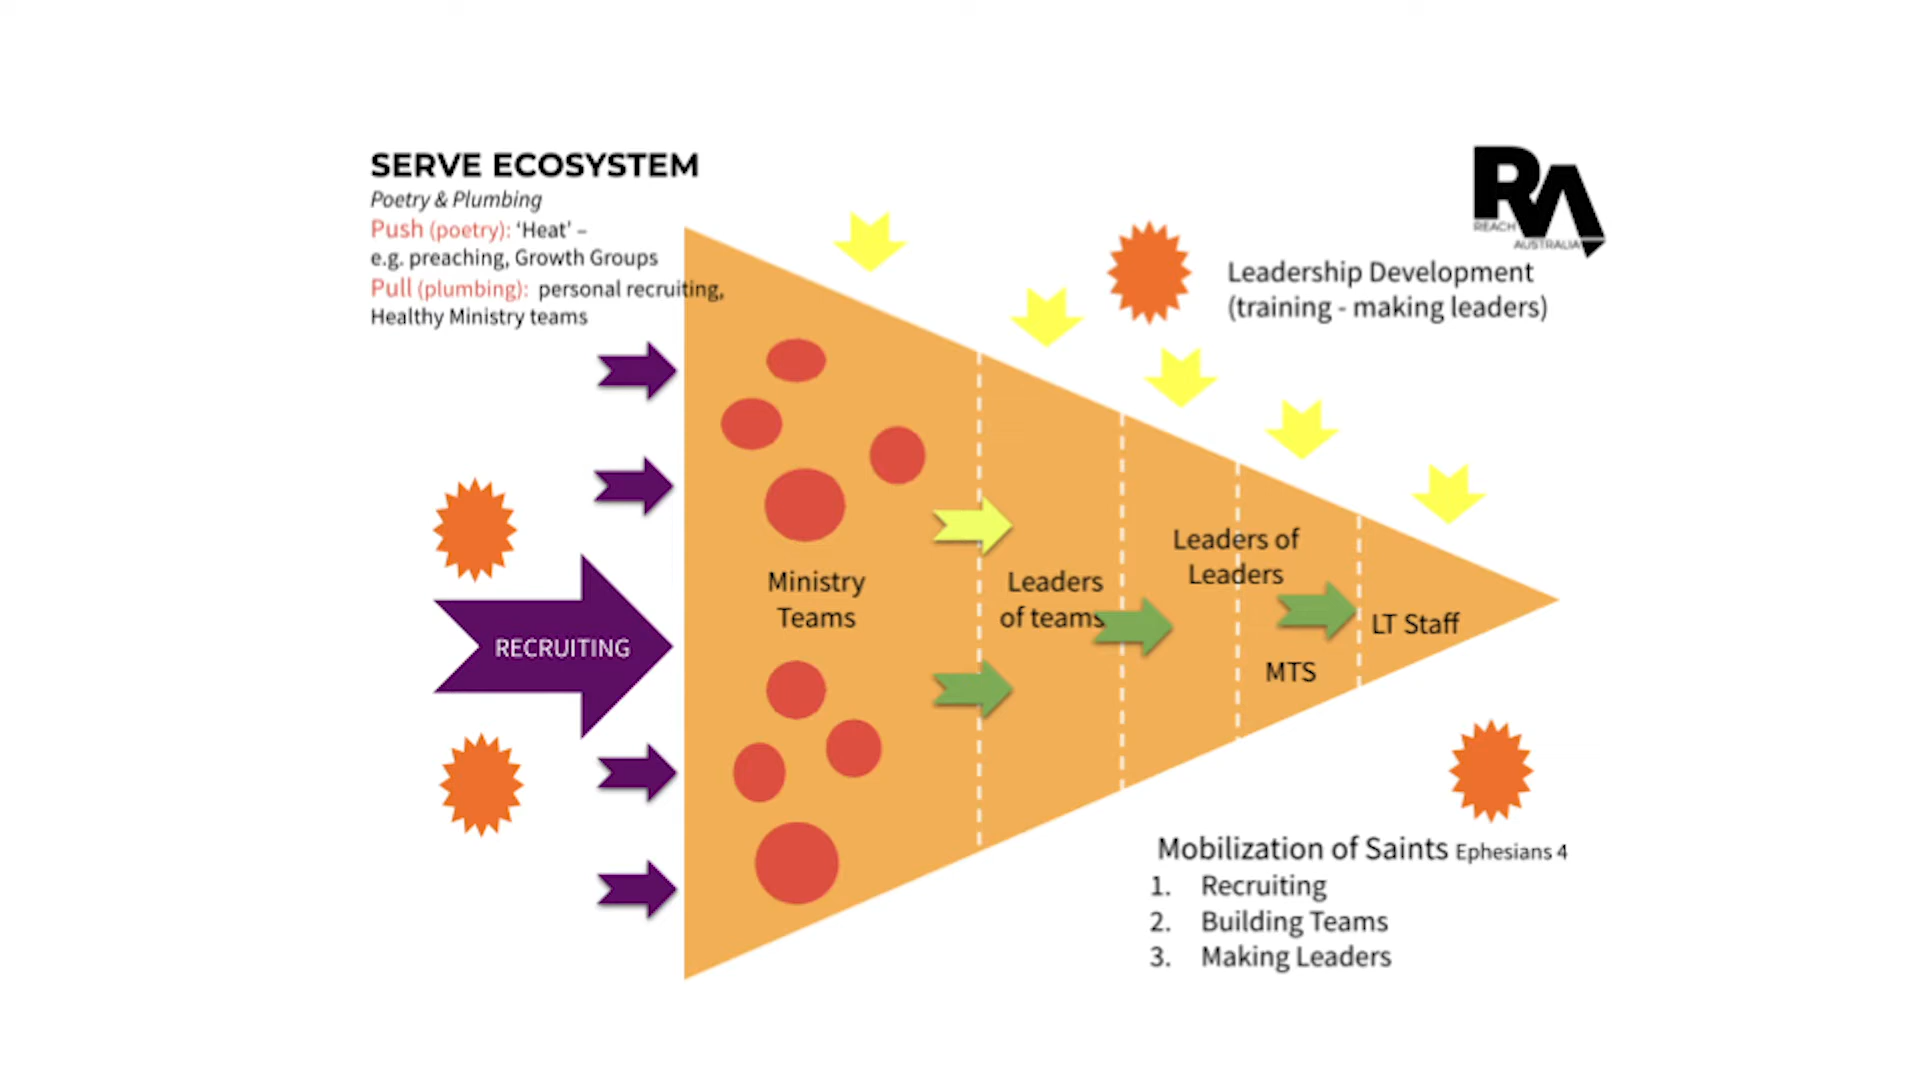 SERVE ECOSYSTEM
Poetry & Plumbing
Push (poetry): ‘Heat’ –
e.g. preaching, Growth Groups
Pull (plumbing): personal recruiting,
Healthy Ministry teams
RA
REACH
AUSTRALIA
Leadership Development
(training - making leaders)
RECRUITING
Ministry
Teams
Leaders
of teams
Leaders of
Leaders
MTS
LT Staff
Mobilization of Saints Ephesians 4
1. Recruiting
2. Building Teams
3. Making Leaders